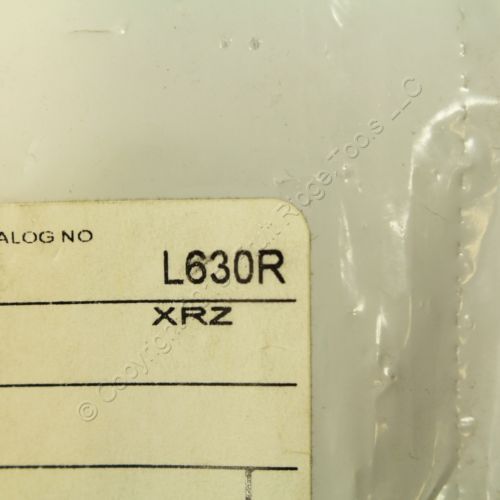 ALOG NO
L630R
XRZ
© Copyright Ridge Tools LLC